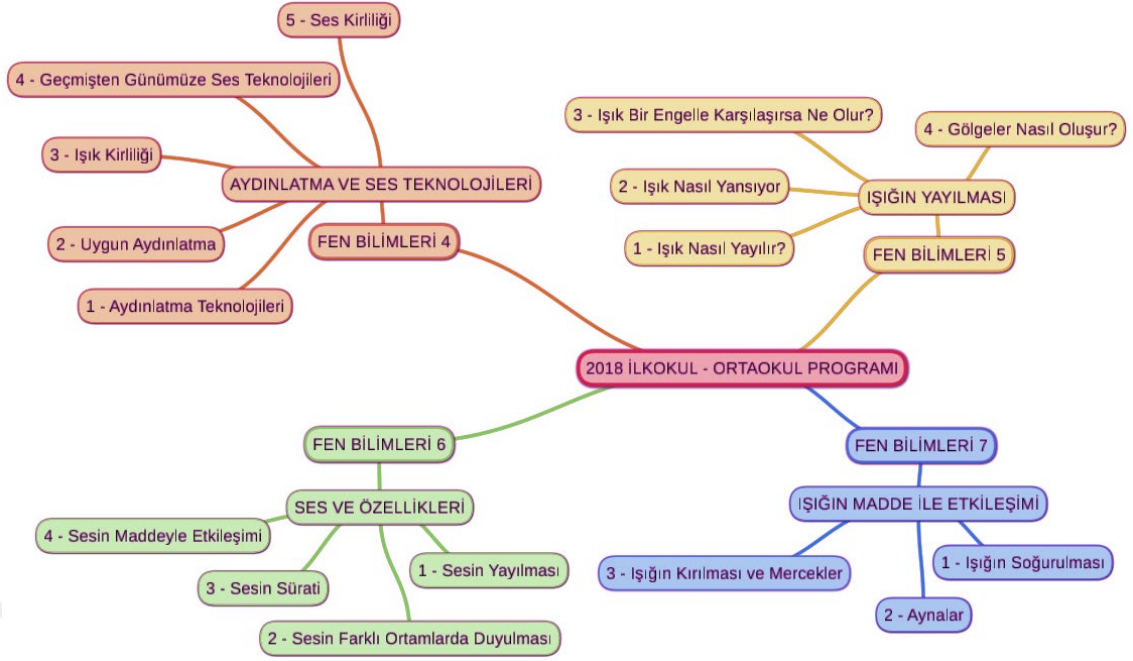 5 - Ses Kirliliği
4 - Geçmişten Günümüze Ses Teknolojileri
3 - Işık Kirliliği
AYDINLATMA VE SES TEKNOLOJİLERİ
2 - Uygun Aydınlatma
FEN BİLİMLERİ 4
1 - Aydınlatma Teknolojileri
3 - Işık Bir Engelle Karşılaşırsa Ne Olur?
4 - Gölgeler Nasıl Oluşur?
2 - Işık Nasıl Yansıyor
IŞIĞIN YAYILMASI
1 - Işık Nasıl Yayılır?
FEN BİLİMLERİ 5
2018 İLKOKUL - ORTAOKUL PROGRAMI
FEN BİLİMLERİ 6
SES VE ÖZELLİKLERİ
4 - Sesin Maddeyle Etkileşimi
1 - Sesin Yayılması
3 - Sesin Sürati
2 - Sesin Farklı Ortamlarda Duyulması
FEN BİLİMLERİ 7
IŞIĞIN MADDE İLE ETKİLEŞİMİ
1 - Işığın Soğurulması
3 - Işığın Kırılması ve Mercekler
2 - Aynalar